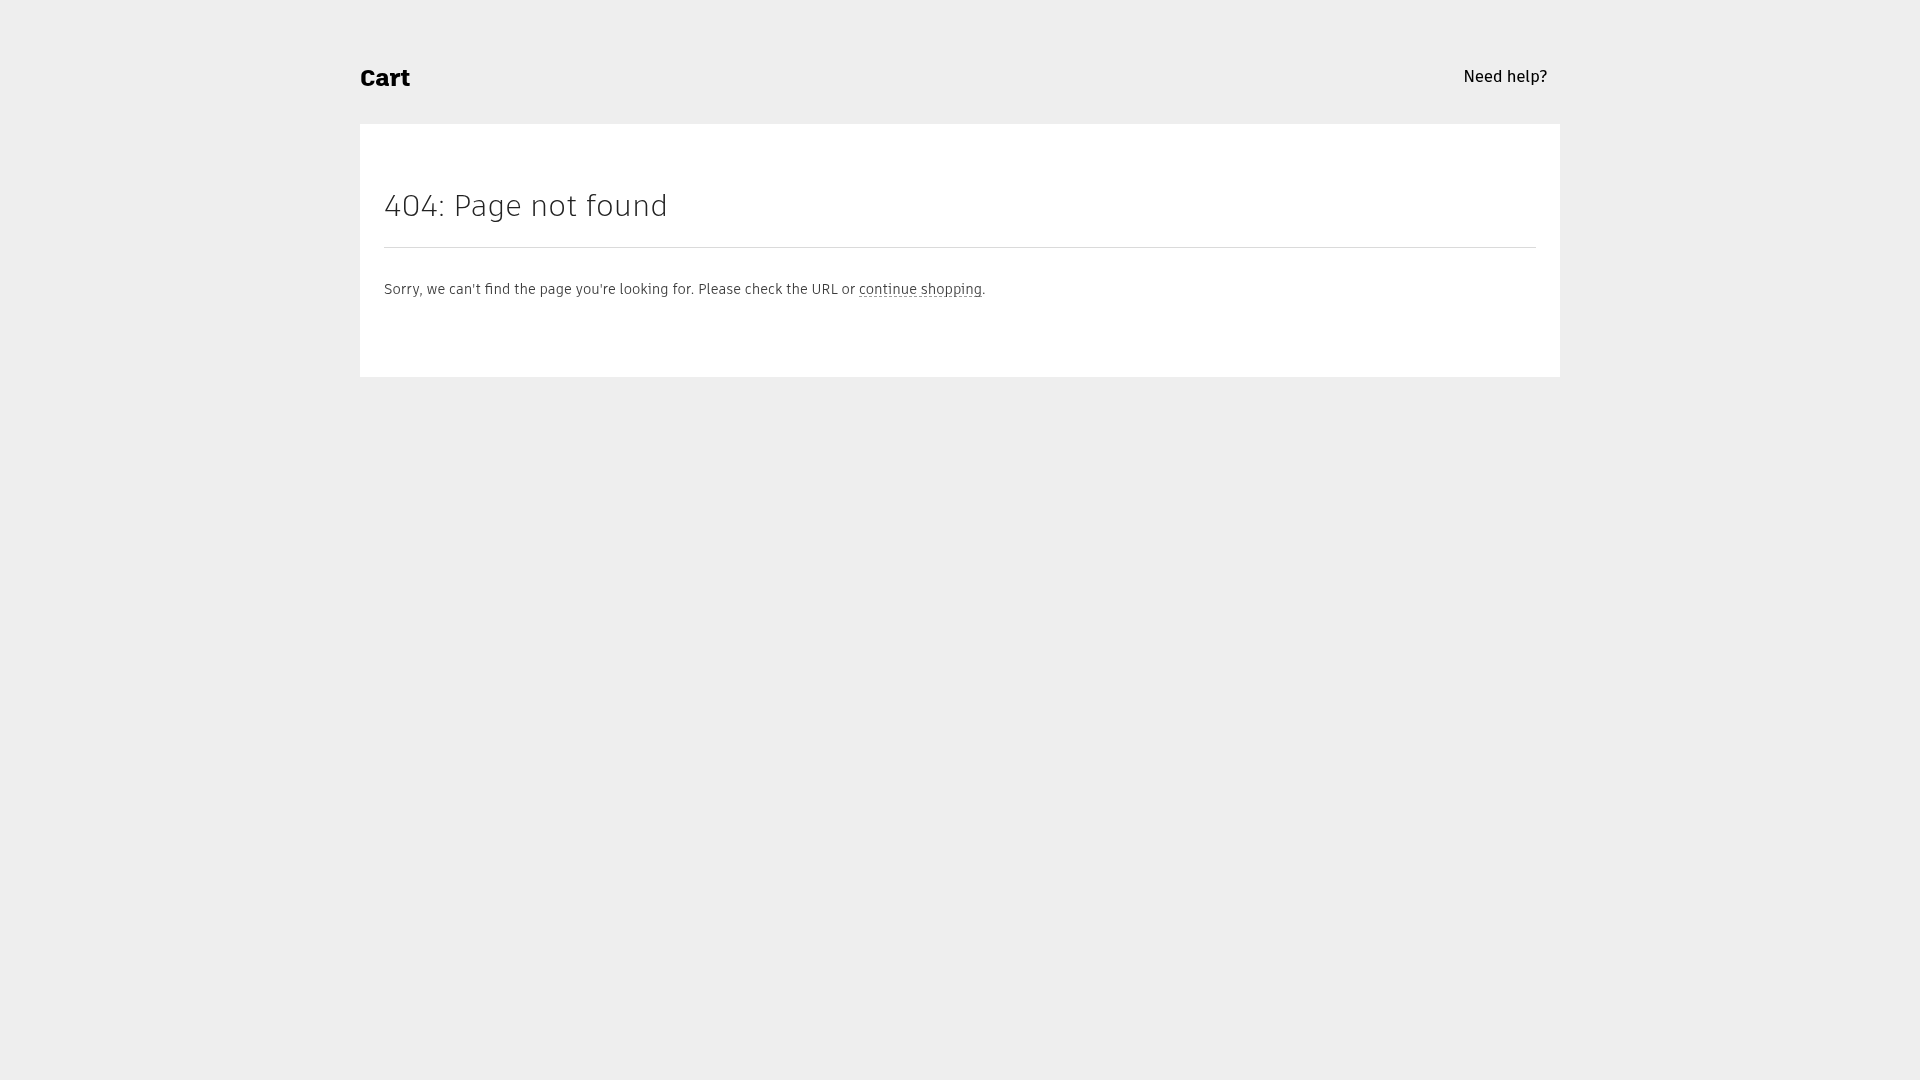 Cart
Need help?
404: Page not found
Sorry, we can't find the page you're looking for. Please check the URL or continue shopping.